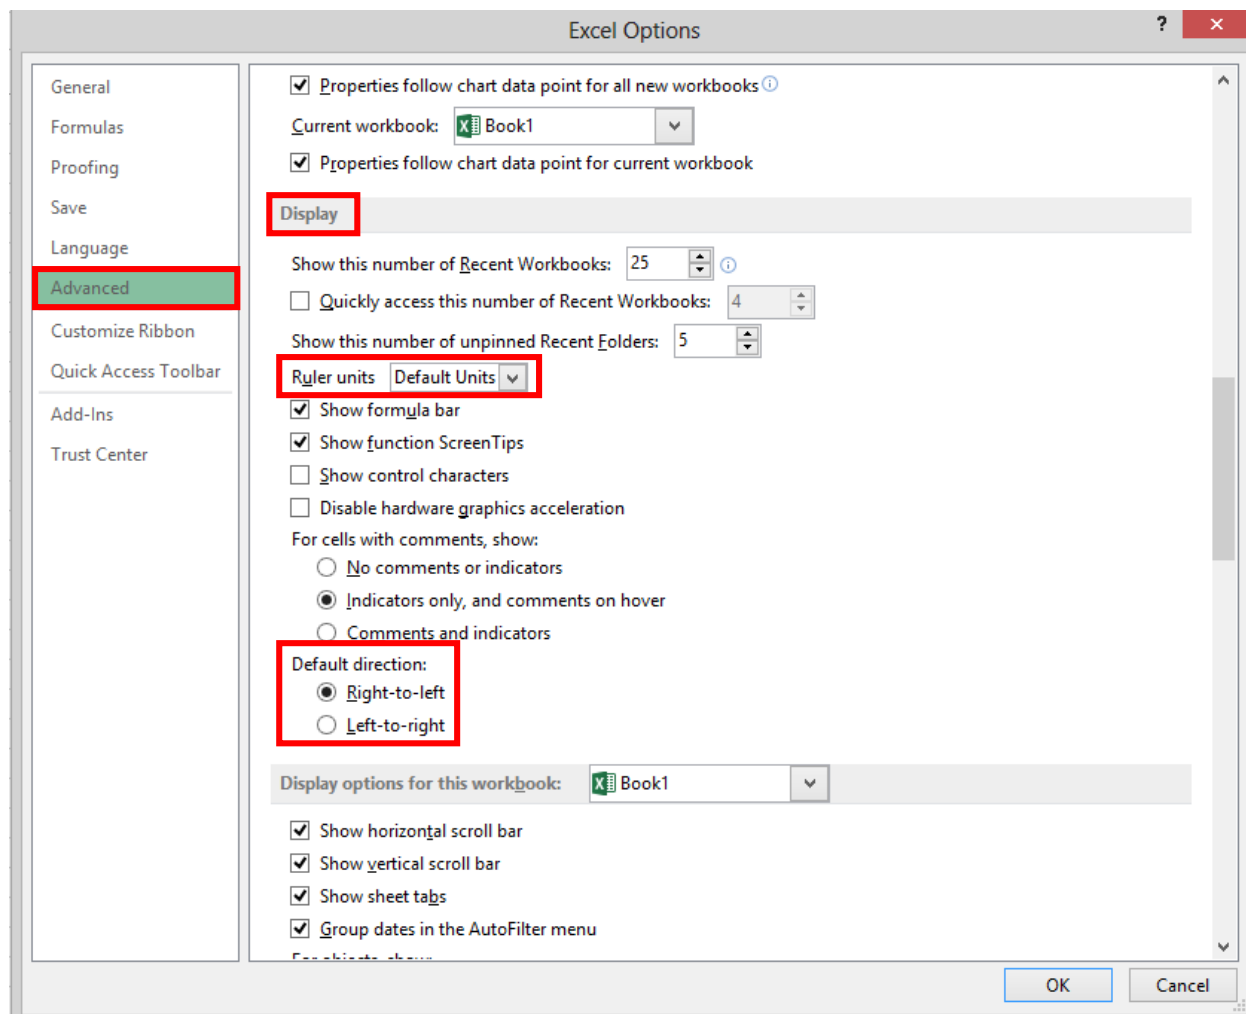 Excel Options
?
General
Formulas
Proofing
Save
Language
Advanced
Customize Ribbon
Quick Access Toolbar
Add-Ins
Trust Center
Properties follow chart data point for all new workbooks
Current workbook: Book1
Properties follow chart data point for current workbook
Display
Show this number of Recent Workbooks: 25
Quickly access this number of Recent Workbooks: 4
Show this number of unpinned Recent Folders: 5
Ruler units Default Units
Show formula bar
Show function ScreenTips
Show control characters
Disable hardware graphics acceleration
For cells with comments, show:
No comments or indicators
Indicators only, and comments on hover
Comments and indicators
Default direction:
Right-to-left
Left-to-right
Display options for this workbook: Book1
Show horizontal scroll bar
Show vertical scroll bar
Show sheet tabs
Group dates in the AutoFilter menu
OK Cancel